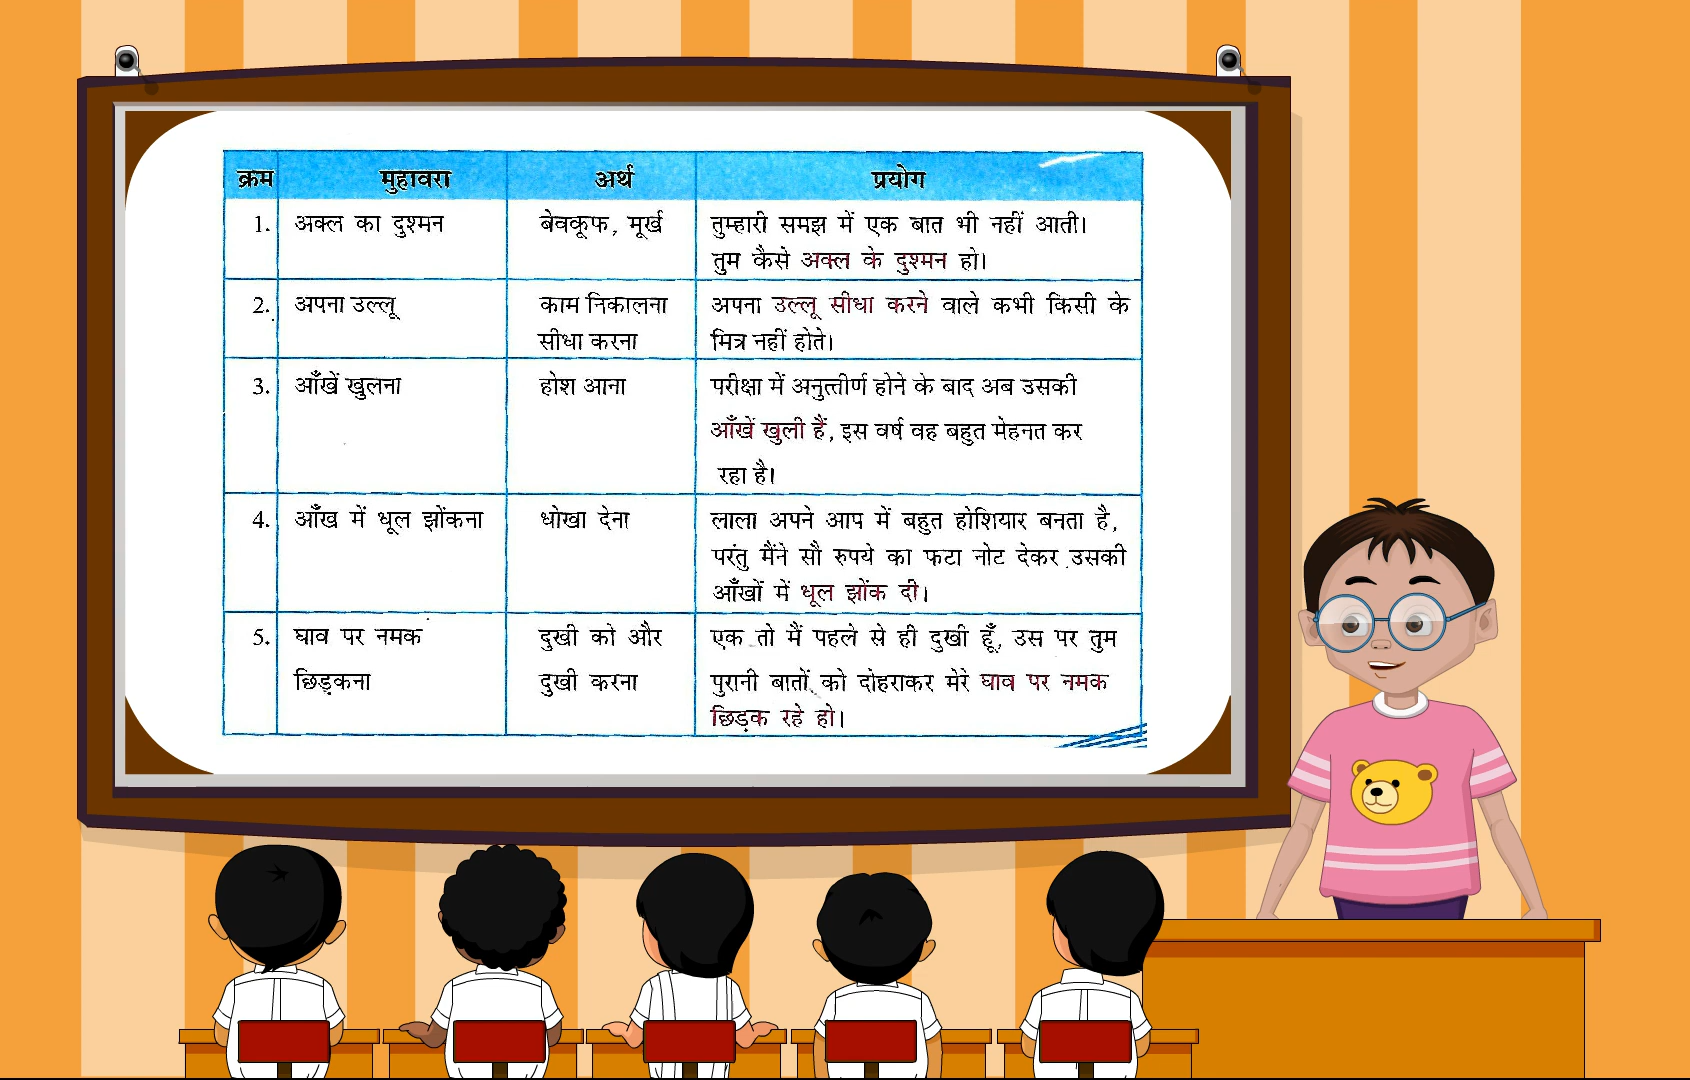 क्रम मुहावरा अर्थ प्रयोग
1. अक्ल का दुश्मन बेवकूफ, मूर्ख तुम्हारी समझ में एक बात भी नहीं आती।
तुम कैसे अक्ल के दुश्मन हो।
2. अपना उल्लू काम निकालना अपना उल्लू सीधा करने वाले कभी किसी के
सीधा करना मित्र नहीं होते।
3. आँखें खुलना होश आना परीक्षा में अनुत्तीर्ण होने के बाद अब उसकी
आँखें खुली हैं, इस वर्ष वह बहुत मेहनत कर
रहा है।
4. आँख में धूल झोंकना धोखा देना लाला अपने आप में बहुत होशियार बनता है,
परंतु मैंने सौ रुपये का फटा नोट देकर उसकी
आँखों में धूल झोंक दी।
5. घाव पर नमक दुखी को और एक तो मैं पहले से ही दुखी हूँ, उस पर तुम
छिड़कना दुखी करना पुरानी बातों को दोहराकर मेरे घाव पर नमक
छिड़क रहे हो।